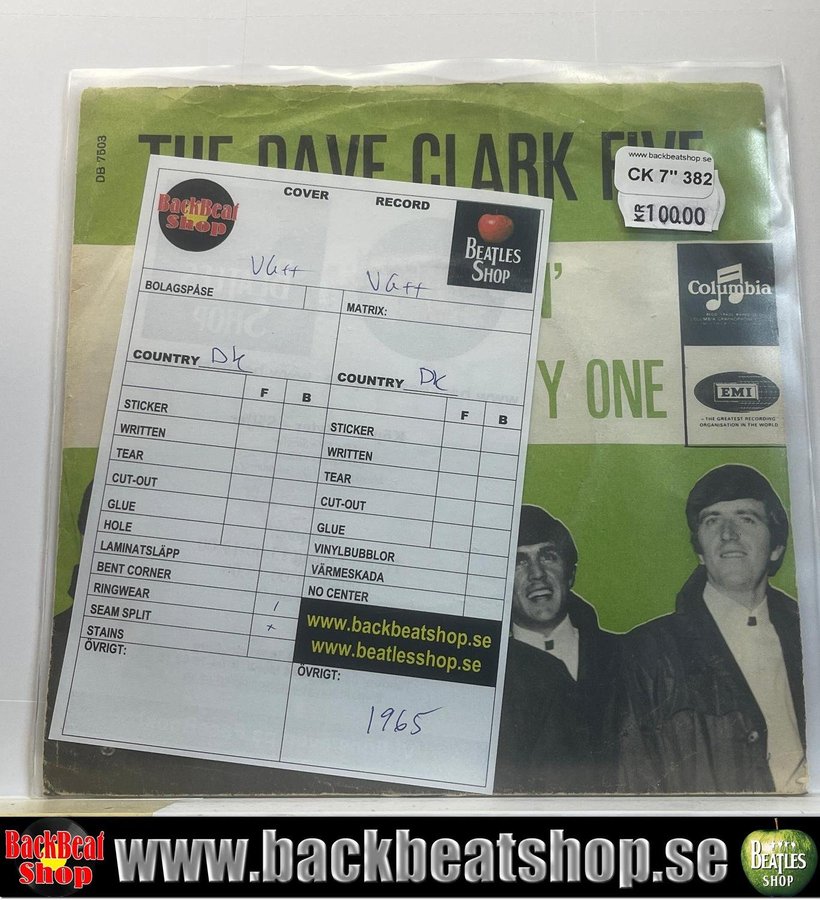 DB 7503
THE DAVE CLARK FIVE
www.backbeatshop.se
CK 7" 382
KR 100.00
BackBeat
Shop
COVER
RECORD
BEATLES
SHOP
VG++
VG++
BOLAGSPÅSE
MATRIX:
COUNTRY DK
COUNTRY DK
F B
F B
STICKER
WRITTEN
TEAR
CUT-OUT
GLUE
HOLE
LAMINATSLÄPP
BENT CORNER
RINGWEAR
SEAM SPLIT /
STAINS x
ÖVRIGT:
STICKER
WRITTEN
TEAR
CUT-OUT
GLUE
VINYLBUBBLOR
VÄRMESKADA
NO CENTER
www.backbeatshop.se
www.beatlesshop.se
ÖVRIGT:
1965
N'
Y ONE
Columbia
EMI
THE GREATEST RECORDING
ORGANISATION IN THE WORLD
BackBeat
Shop
www.backbeatshop.se
BEATLES
SHOP